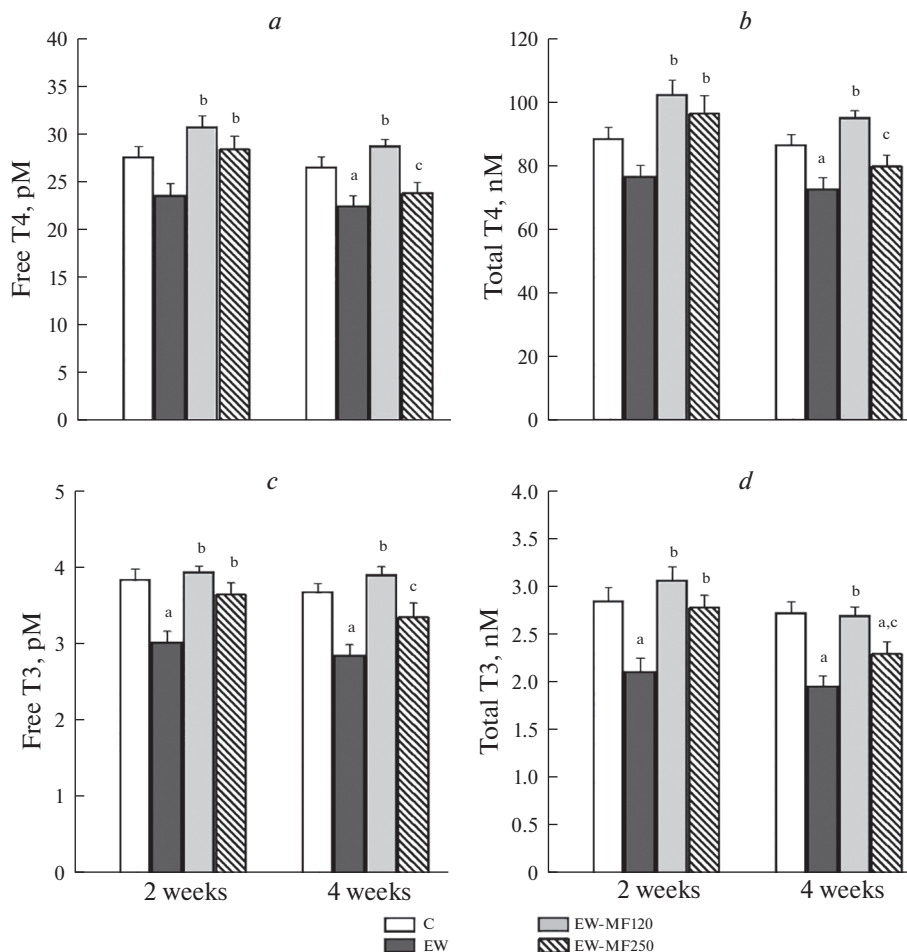 a
Free T4, pM
40
35
30
25
20
15
10
5
0
b
b
a
b
c
b
Total T4, nM
120
100
80
60
40
20
0
b
b
a
b
c
c
Free T3, pM
5
4
3
2
1
0
a
b
b
a
b
c
2 weeks
4 weeks
d
Total T3, nM
4.0
3.5
3.0
2.5
2.0
1.5
1.0
0.5
0
a
b
b
a
b
a,c
2 weeks
4 weeks
C
EW
EW-MF120
EW-MF250